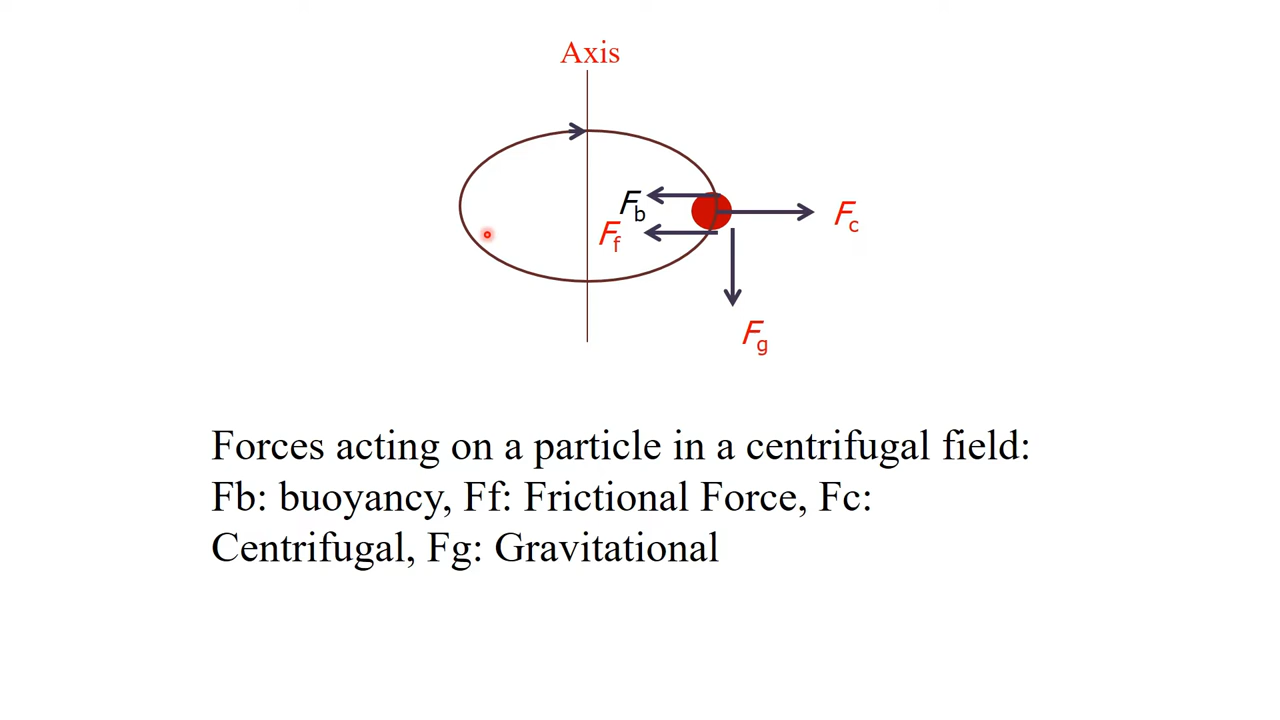 Axis
Fb
Fc
Ff
Fg
Forces acting on a particle in a centrifugal field:
Fb: buoyancy, Ff: Frictional Force, Fc:
Centrifugal, Fg: Gravitational